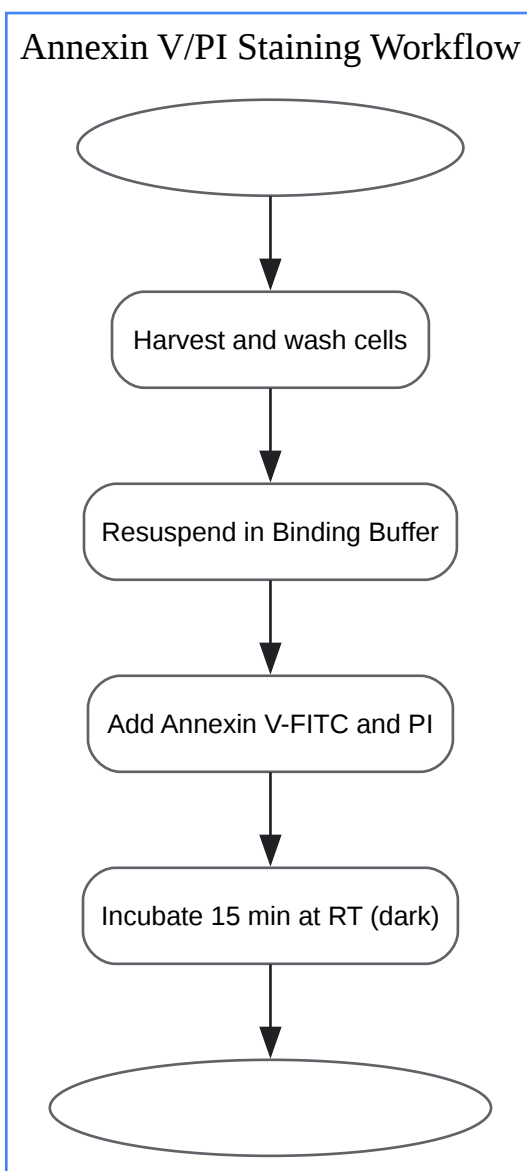 Annexin V/PI Staining Workflow
Harvest and wash cells
Resuspend in Binding Buffer
Add Annexin V-FITC and PI
Incubate 15 min at RT (dark)